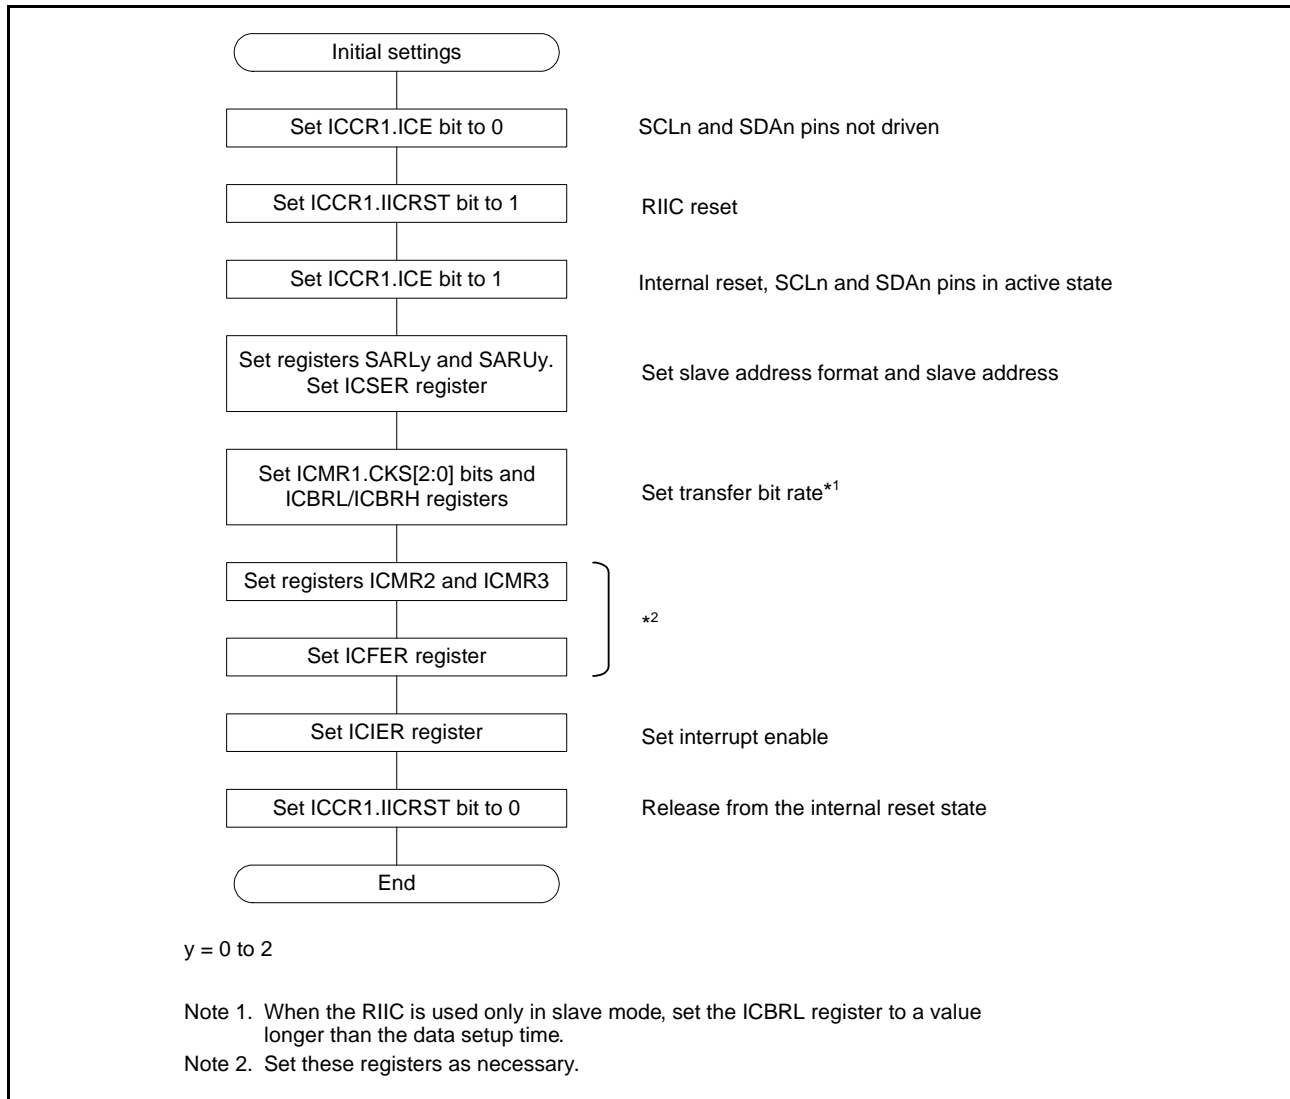 Initial settings
Set ICCR1.ICE bit to 0
SCLn and SDAn pins not driven
Set ICCR1.IICRST bit to 1
RIIC reset
Set ICCR1.ICE bit to 1
Internal reset, SCLn and SDAn pins in active state
Set registers SARLy and SARUy.
Set ICSER register
Set slave address format and slave address
Set ICMR1.CKS[2:0] bits and
ICBRL/ICBRH registers
Set transfer bit rate*1
Set registers ICMR2 and ICMR3
*2
Set ICFER register
Set ICIER register
Set interrupt enable
Set ICCR1.IICRST bit to 0
Release from the internal reset state
End
y = 0 to 2
Note 1. When the RIIC is used only in slave mode, set the ICBRL register to a value
longer than the data setup time.
Note 2. Set these registers as necessary.